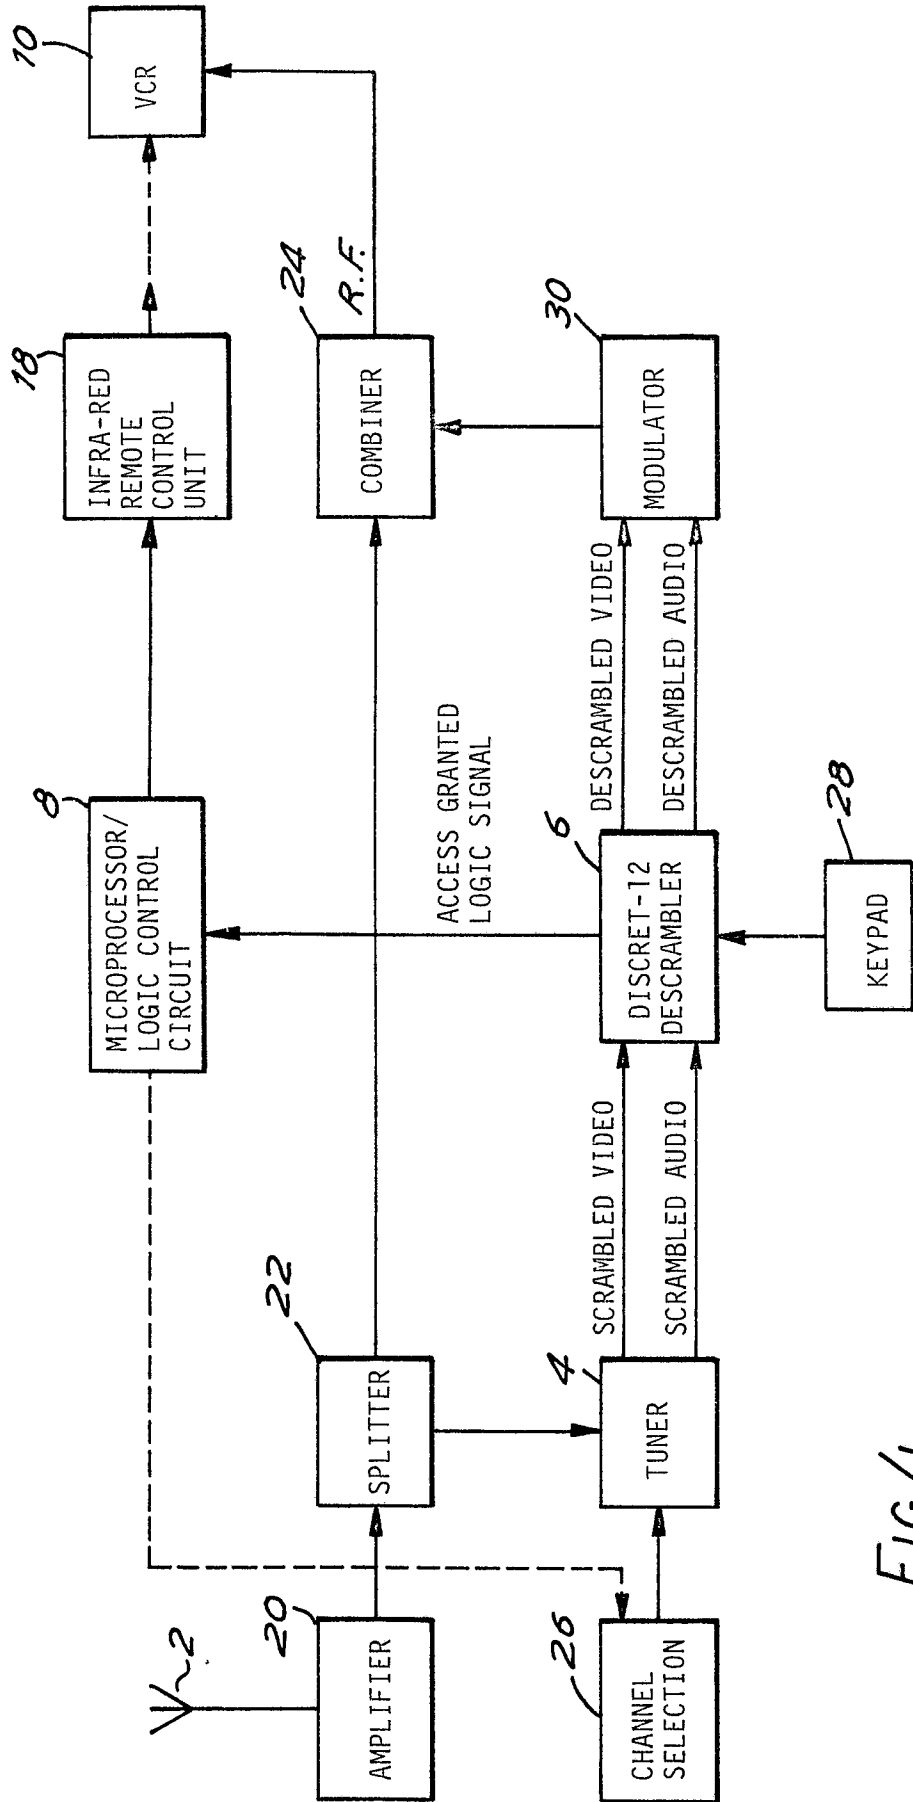 2
AMPLIFIER
20
SPLITTER
22
MICROPROCESSOR/
LOGIC CONTROL
CIRCUIT
8
INFRA-RED
REMOTE
CONTROL
UNIT
18
VCR
10
COMBINER
24
R.F.
ACCESS GRANTED
LOGIC SIGNAL
CHANNEL
SELECTION
26
TUNER
4
SCRAMBLED VIDEO
SCRAMBLED AUDIO
DISCRET-12
DESCRAMBLER
6
DESCRAMBLED VIDEO
DESCRAMBLED AUDIO
MODULATOR
30
KEYPAD
28